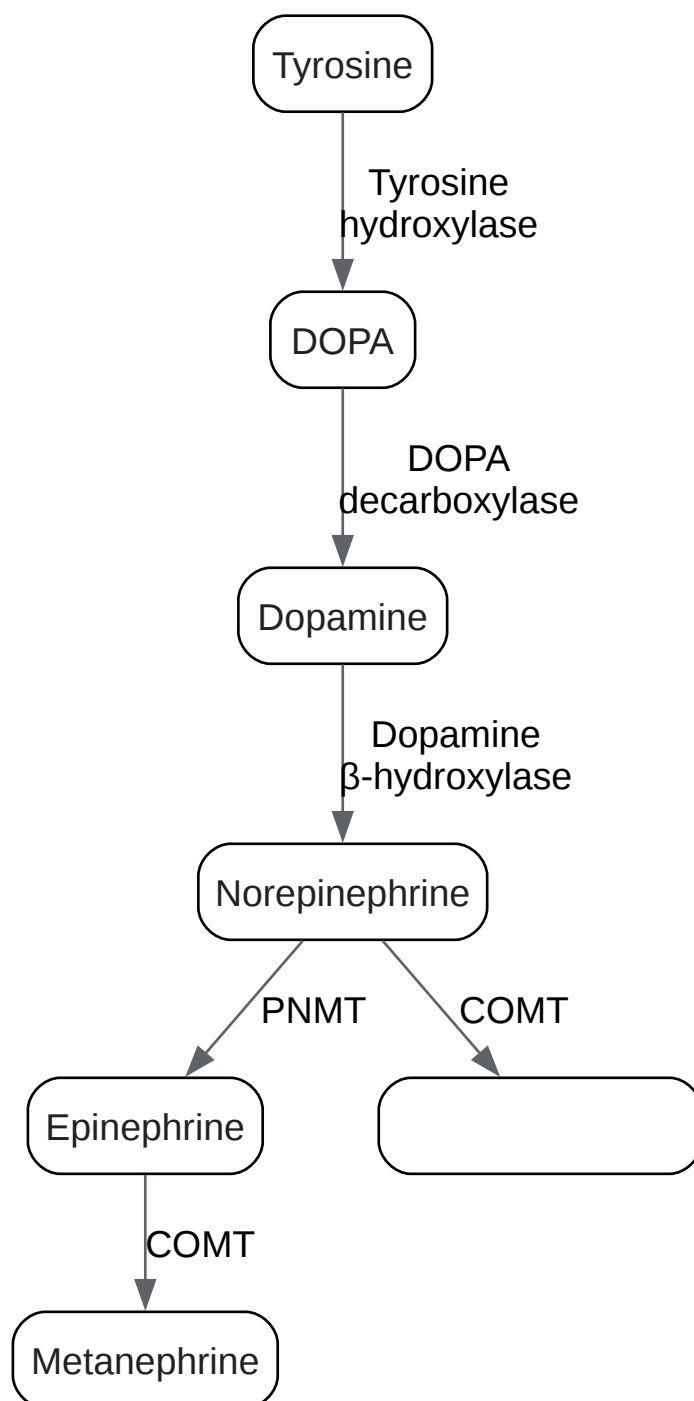 Tyrosine
Tyrosine
hydroxylase
DOPA
DOPA
decarboxylase
Dopamine
Dopamine
β-hydroxylase
Norepinephrine
PNMT
COMT
Epinephrine
COMT
Metanephrine